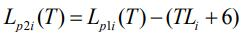 L_{p2i}(T) = L_{p1i}(T) − (TL_i + 6)